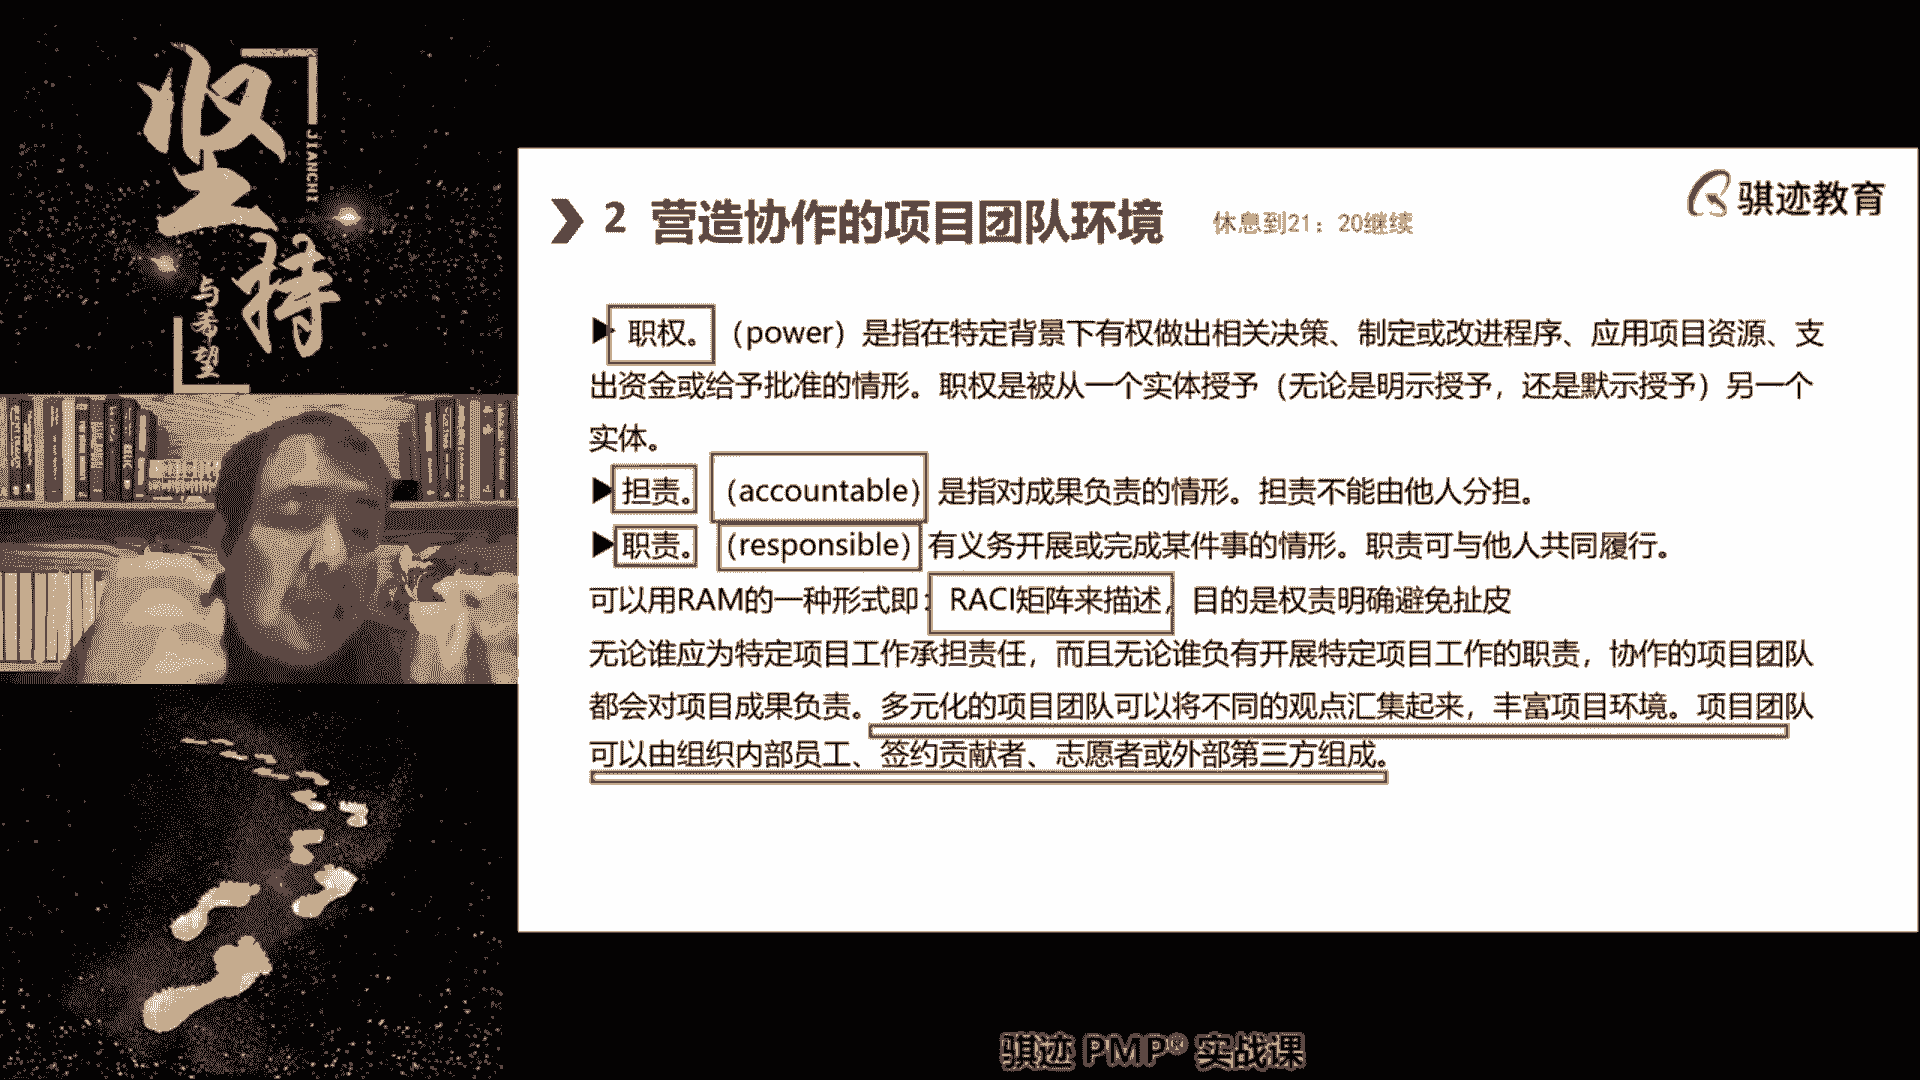 坚持
JIANCHI
与希望
2 营造协作的项目团队环境
休息到21：20继续
骐迹教育
职权。（power）是指在特定背景下有权做出相关决策、制定或改进程序、应用项目资源、支
出资金或给予批准的情形。职权是被从一个实体授予（无论是明示授予，还是默示授予）另一个
实体。
担责。（accountable）是指对成果负责的情形。担责不能由他人分担。
职责。（responsible）有义务开展或完成某件事的情形。职责可与他人共同履行。
可以用RAM的一种形式即：RACI矩阵来描述，目的是权责明确避免扯皮
无论谁应为特定项目工作承担责任，而且无论谁负有开展特定项目工作的职责，协作的项目团队
都会对项目成果负责。多元化的项目团队可以将不同的观点汇集起来，丰富项目环境。项目团队
可以由组织内部员工、签约贡献者、志愿者或外部第三方组成。
骐迹 PMP® 实战课